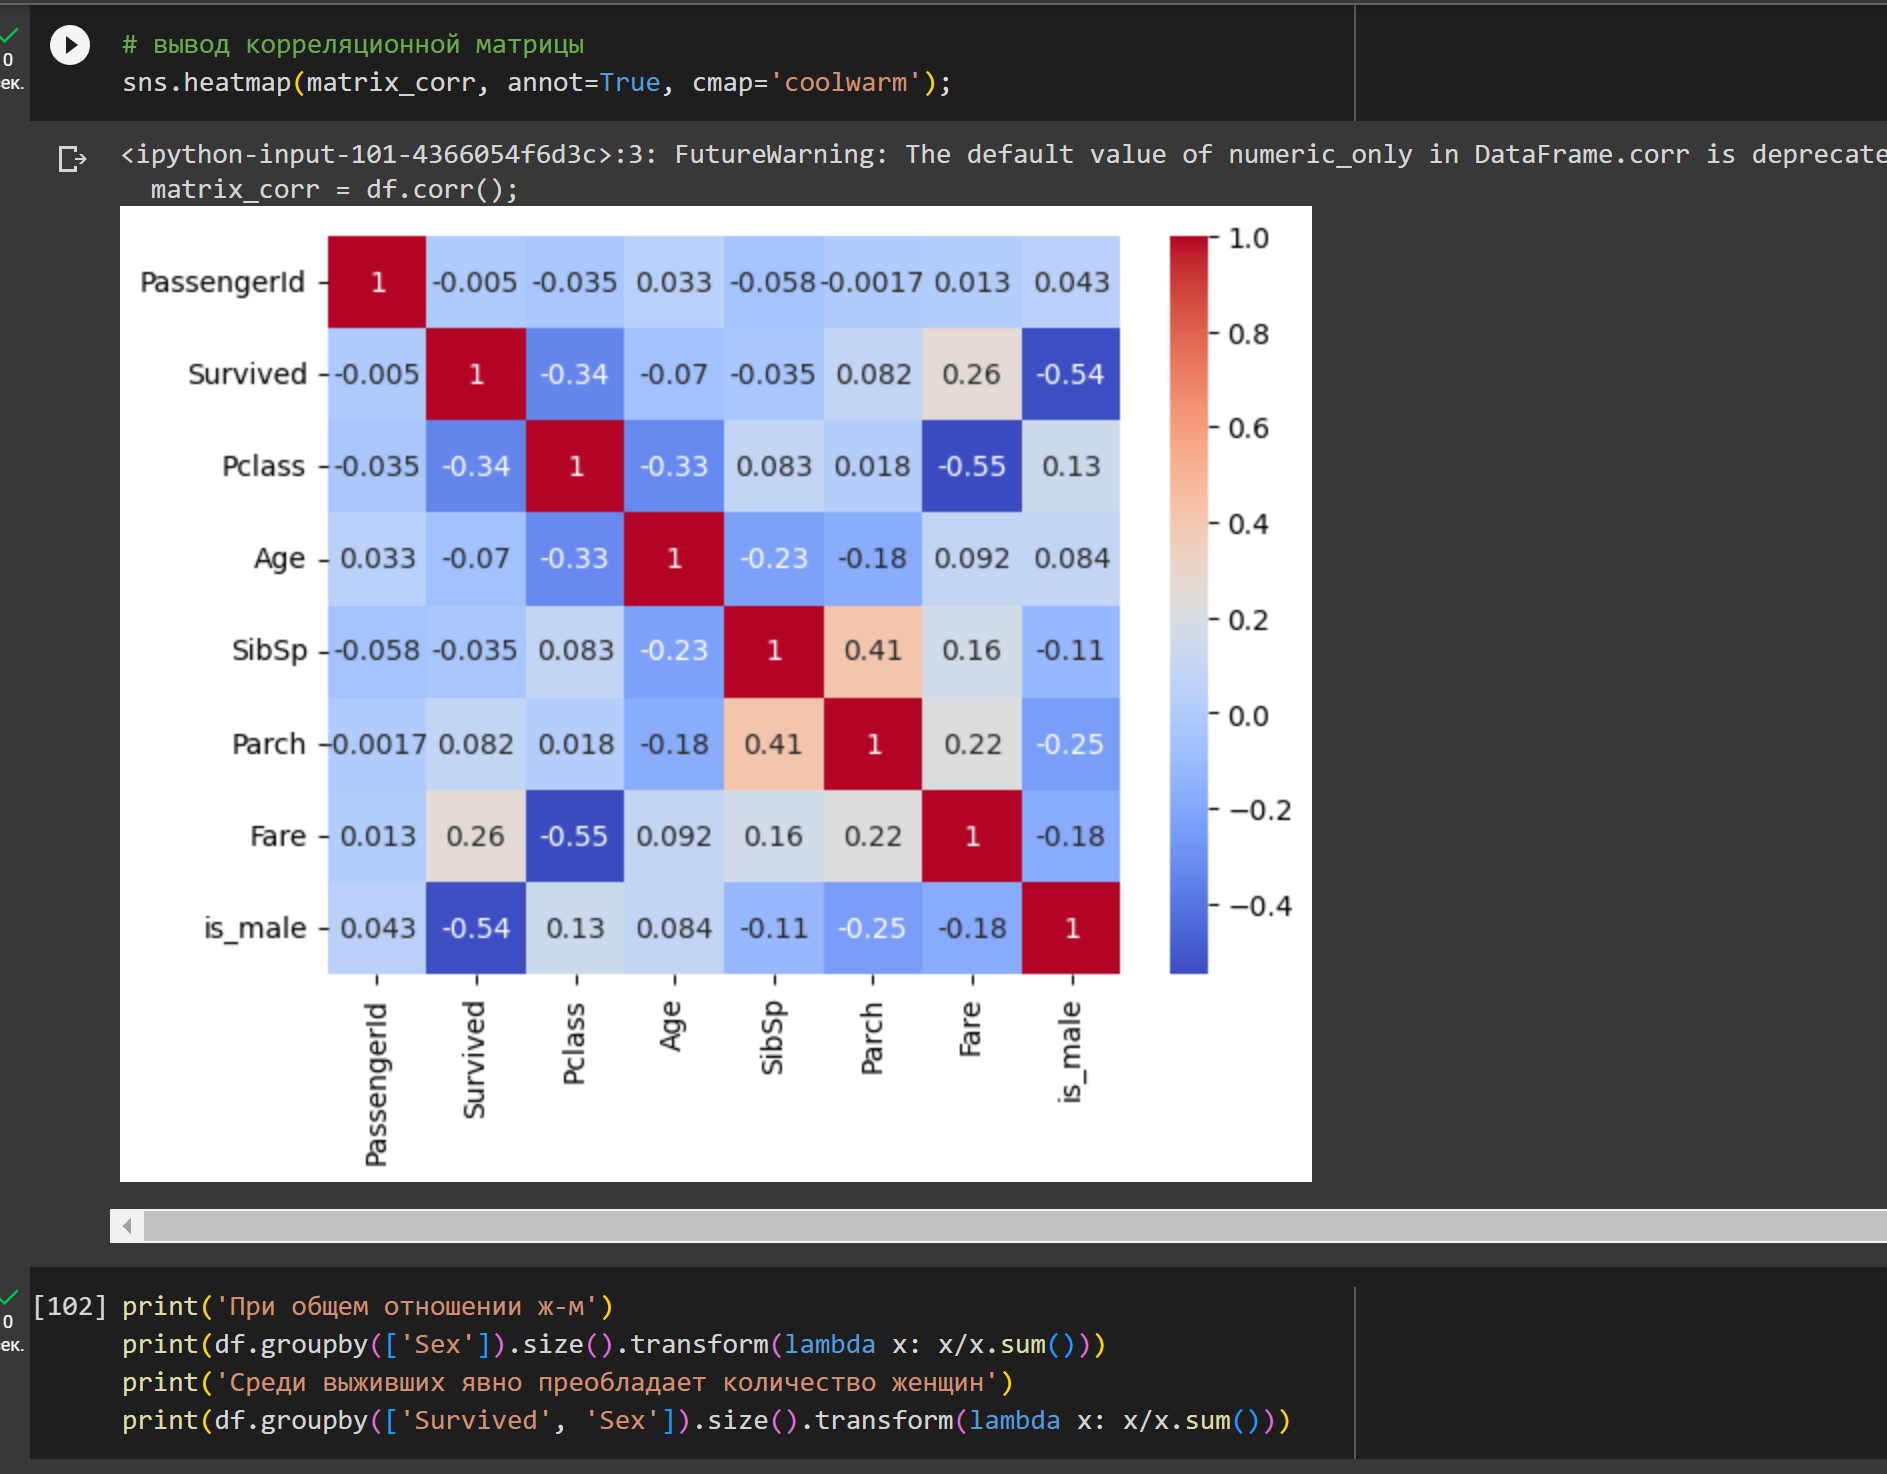 # вывод корреляционной матрицы
0
ек.
sns.heatmap(matrix_corr, annot=True, cmap='coolwarm');
<ipython-input-101-4366054f6d3c>:3: FutureWarning: The default value of numeric_only in DataFrame.corr is deprecate
matrix_corr = df.corr();
PassengerId 1 -0.005 -0.035 0.033 -0.058 -0.0017 0.013 0.043
Survived -0.005 1 -0.34 -0.07 -0.035 0.082 0.26 -0.54
Pclass -0.035 -0.34 1 -0.33 0.083 0.018 -0.55 0.13
Age 0.033 -0.07 -0.33 1 -0.23 -0.18 0.092 0.084
SibSp -0.058 -0.035 0.083 -0.23 1 0.41 0.16 -0.11
Parch -0.0017 0.082 0.018 -0.18 0.41 1 0.22 -0.25
Fare 0.013 0.26 -0.55 0.092 0.16 0.22 1 -0.18
is_male 0.043 -0.54 0.13 0.084 -0.11 -0.25 -0.18 1
PassengerId Survived Pclass Age SibSp Parch Fare is_male
1.0
0.8
0.6
0.4
0.2
0.0
−0.2
−0.4
[102] print('При общем отношении ж-м')
0
ек.
print(df.groupby(['Sex']).size().transform(lambda x: x/x.sum()))
print('Среди выживших явно преобладает количество женщин')
print(df.groupby(['Survived', 'Sex']).size().transform(lambda x: x/x.sum()))